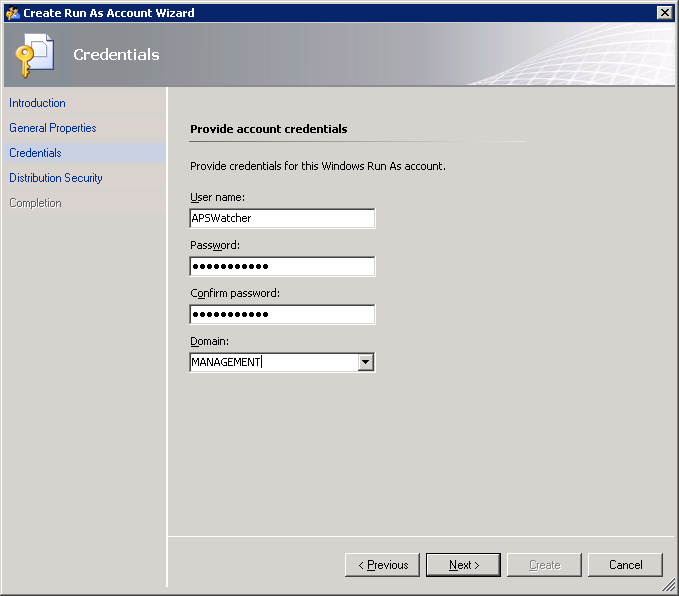 Create Run As Account Wizard
Credentials
Introduction
General Properties
Credentials
Distribution Security
Completion
Provide account credentials
Provide credentials for this Windows Run As account.
User name:
APSWatcher
Password:
●●●●●●●●●●●
Confirm password:
●●●●●●●●●●●
Domain:
MANAGEMENT
< Previous
Next >
Create
Cancel